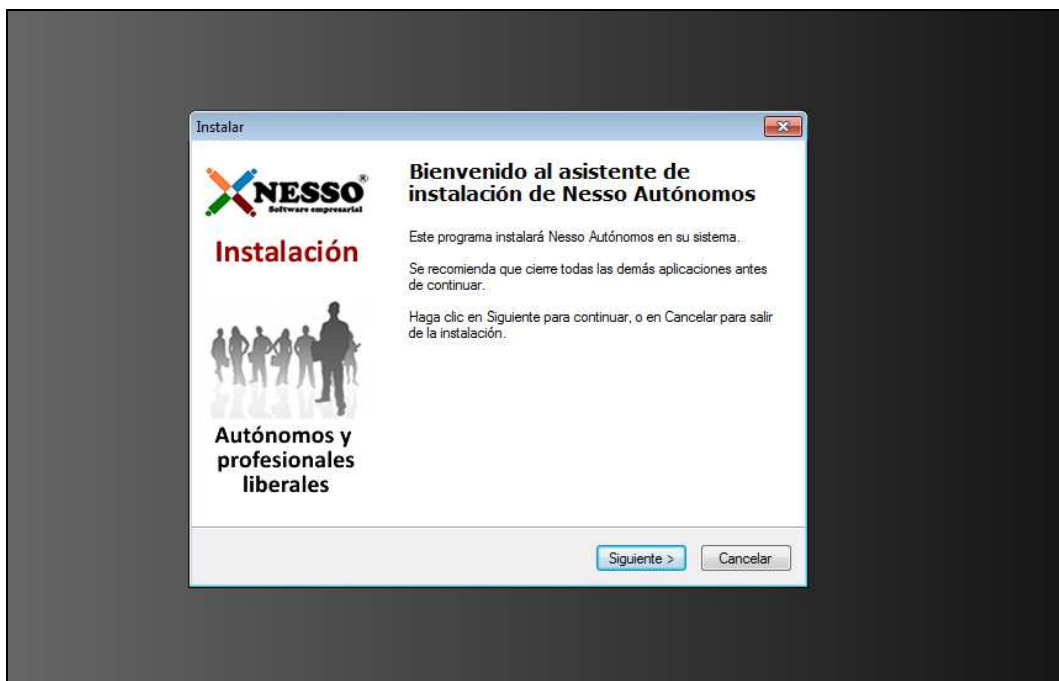 Instalar
NESSO®
Software empresarial
Instalación
Autónomos y
profesionales
liberales
Bienvenido al asistente de
instalación de Nesso Autónomos
Este programa instalará Nesso Autónomos en su sistema.
Se recomienda que cierre todas las demás aplicaciones antes
de continuar.
Haga clic en Siguiente para continuar, o en Cancelar para salir
de la instalación.
Siguiente >
Cancelar